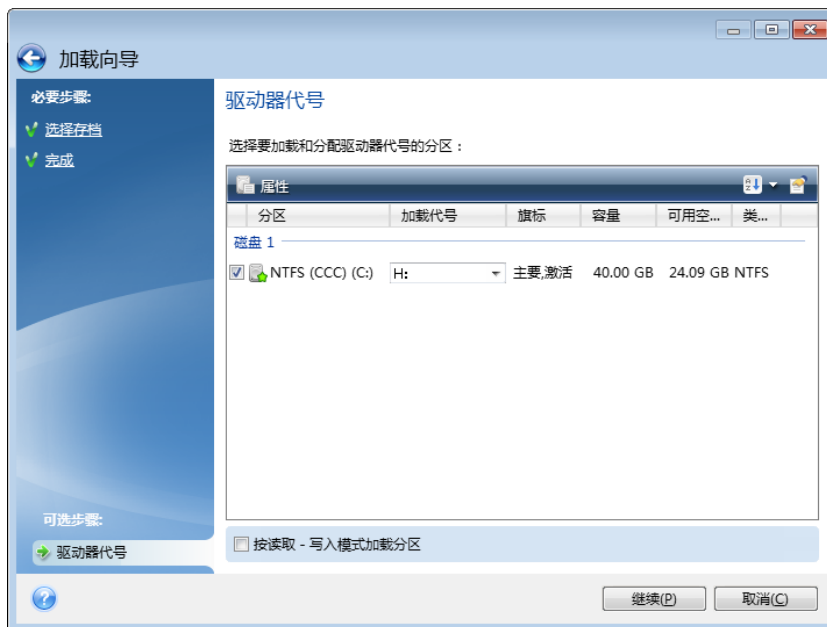 加载向导
必要步骤:
选择存档
完成
可选步骤:
驱动器代号
驱动器代号
选择要加载和分配驱动器代号的分区：
属性
分区 加载代号 旗标 容量 可用空... 类...
磁盘 1
NTFS (CCC) (C:) H: 主要,激活 40.00 GB 24.09 GB NTFS
按读取 - 写入模式加载分区
继续(P) 取消(C)